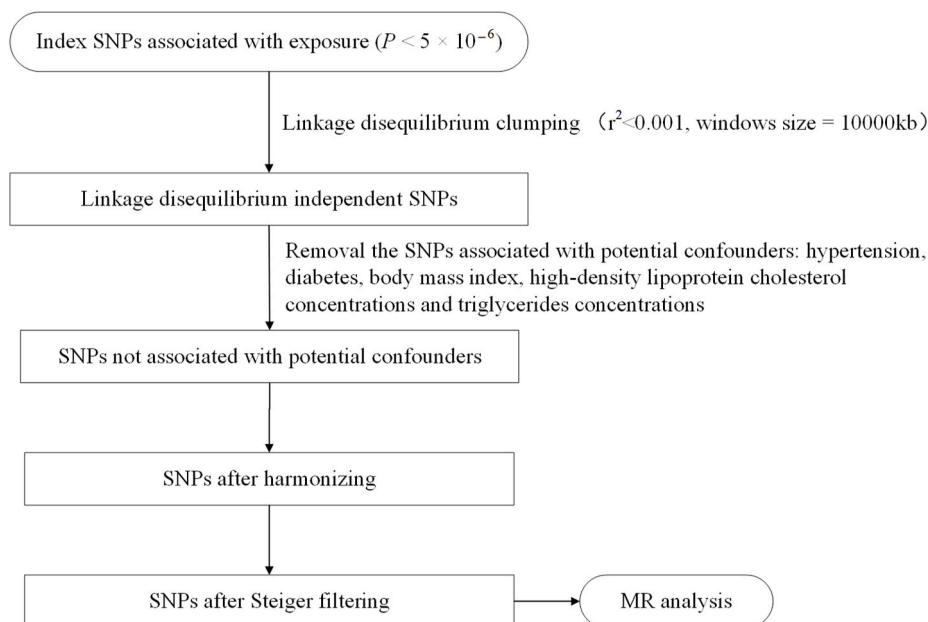 Index SNPs associated with exposure (P < 5 × 10⁻⁶)
Linkage disequilibrium clumping （r²<0.001, windows size = 10000kb）
Linkage disequilibrium independent SNPs
Removal the SNPs associated with potential confounders: hypertension,
diabetes, body mass index, high-density lipoprotein cholesterol
concentrations and triglycerides concentrations
SNPs not associated with potential confounders
SNPs after harmonizing
SNPs after Steiger filtering
MR analysis